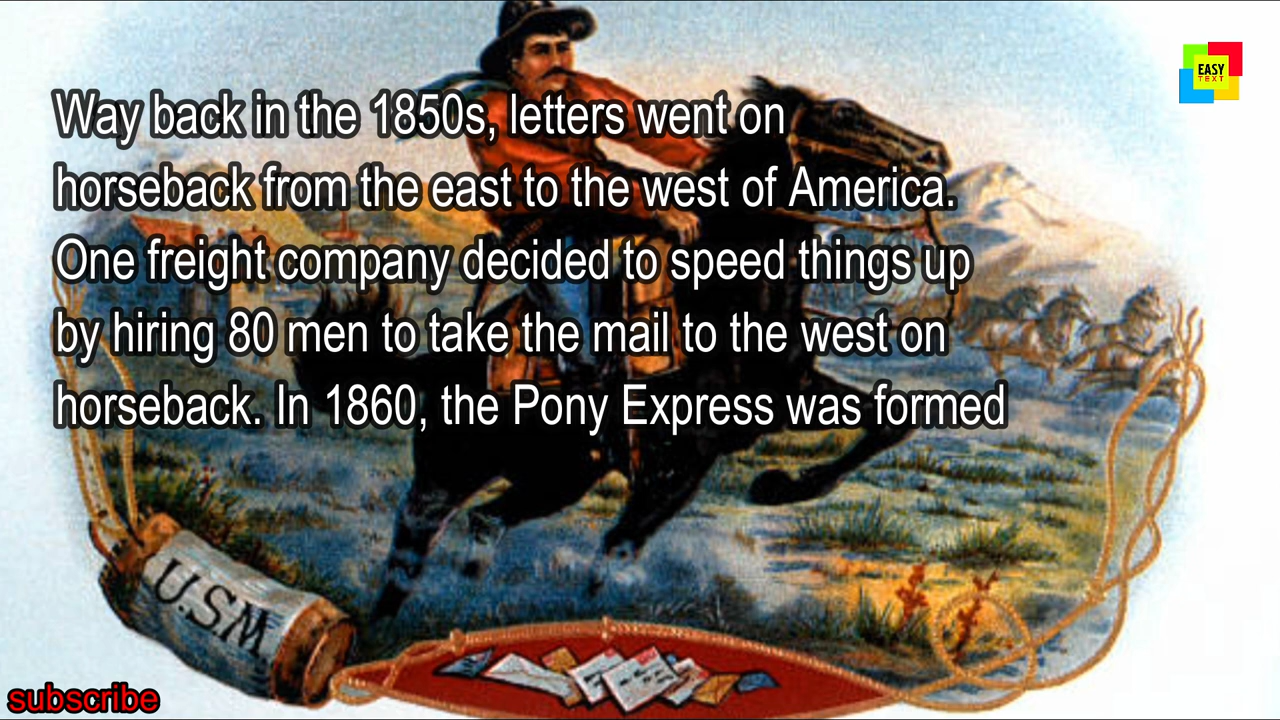 EASY
TEXT
Way back in the 1850s, letters went on
horseback from the east to the west of America.
One freight company decided to speed things up
by hiring 80 men to take the mail to the west on
horseback. In 1860, the Pony Express was formed
U.S.M
subscribe